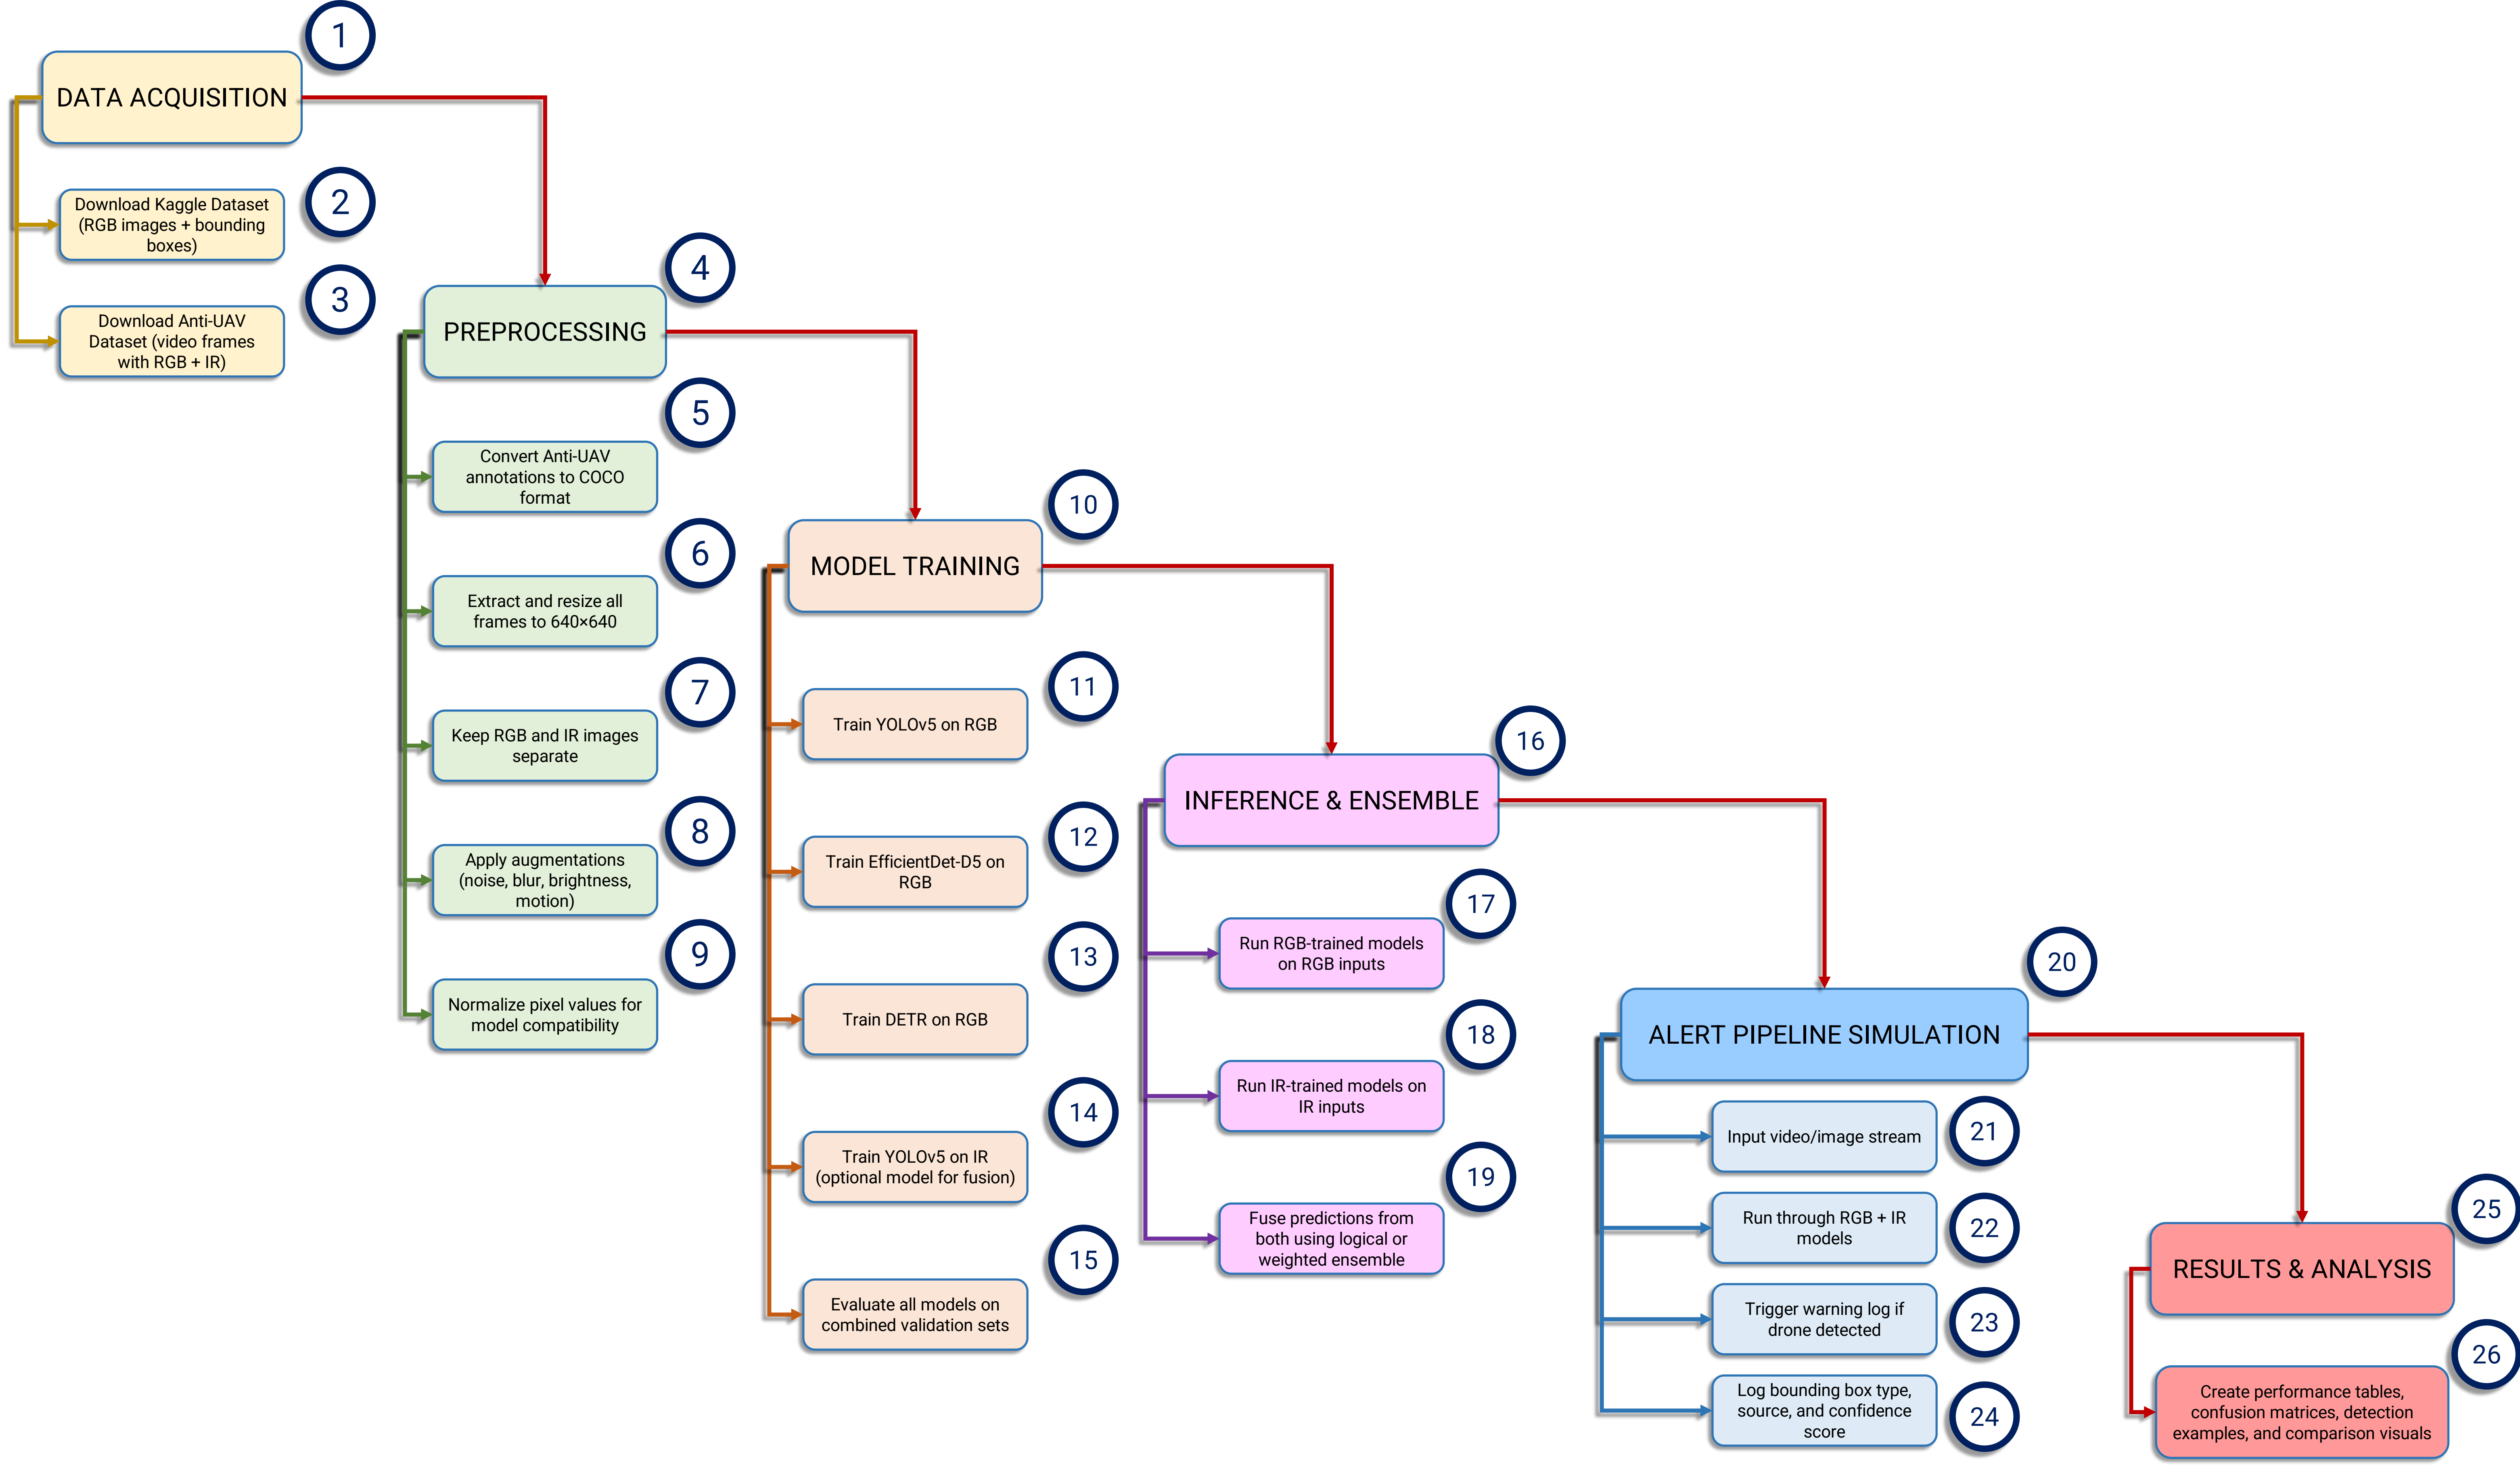 1
DATA ACQUISITION
2
Download Kaggle Dataset
(RGB images + bounding
boxes)
3
Download Anti-UAV
Dataset (video frames
with RGB + IR)
4
PREPROCESSING
5
Convert Anti-UAV
annotations to COCO
format
6
Extract and resize all
frames to 640×640
7
Keep RGB and IR images
separate
8
Apply augmentations
(noise, blur, brightness,
motion)
9
Normalize pixel values for
model compatibility
10
MODEL TRAINING
11
Train YOLOv5 on RGB
12
Train EfficientDet-D5 on
RGB
13
Train DETR on RGB
14
Train YOLOv5 on IR
(optional model for fusion)
15
Evaluate all models on
combined validation sets
16
INFERENCE & ENSEMBLE
17
Run RGB-trained models
on RGB inputs
18
Run IR-trained models on
IR inputs
19
Fuse predictions from
both using logical or
weighted ensemble
20
ALERT PIPELINE SIMULATION
21
Input video/image stream
22
Run through RGB + IR
models
23
Trigger warning log if
drone detected
24
Log bounding box type,
source, and confidence
score
25
RESULTS & ANALYSIS
26
Create performance tables,
confusion matrices, detection
examples, and comparison visuals